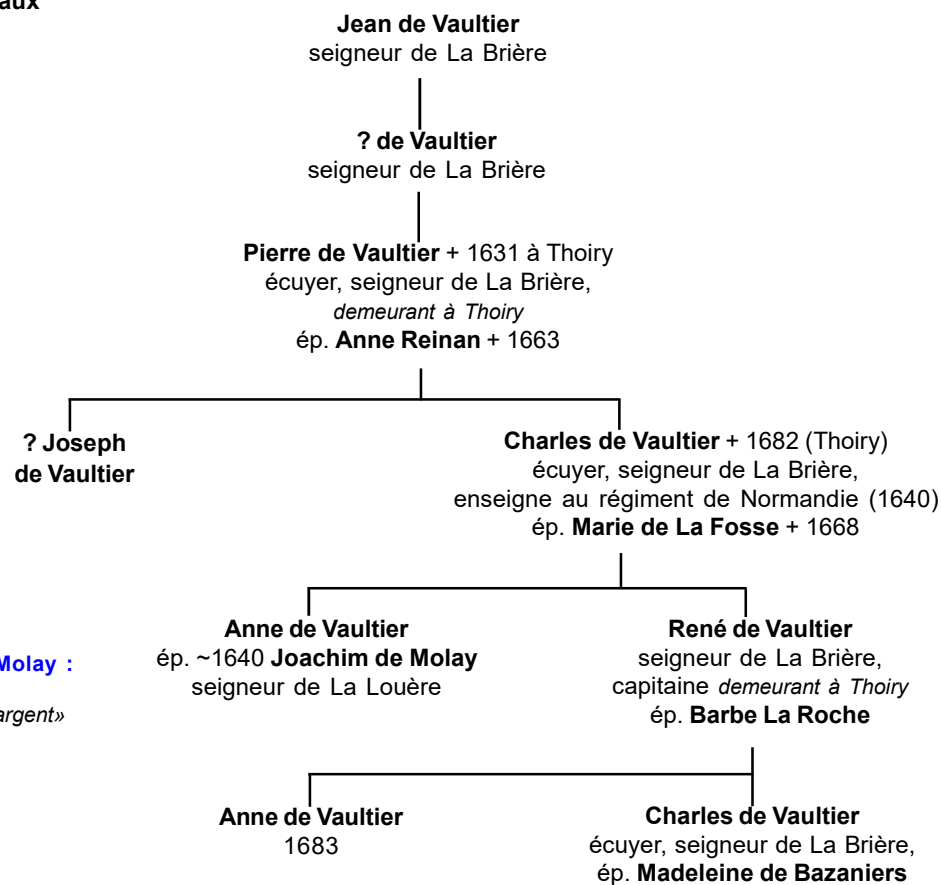 aux
Jean de Vaultier
seigneur de La Brière
? de Vaultier
seigneur de La Brière
Pierre de Vaultier + 1631 à Thoiry
écuyer, seigneur de La Brière,
demeurant à Thoiry
ép. Anne Reinan + 1663
? Joseph
de Vaultier
Charles de Vaultier + 1682 (Thoiry)
écuyer, seigneur de La Brière,
enseigne au régiment de Normandie (1640)
ép. Marie de La Fosse + 1668
Anne de Vaultier
ép. ~1640 Joachim de Molay
seigneur de La Louère
René de Vaultier
seigneur de La Brière,
capitaine demeurant à Thoiry
ép. Barbe La Roche
Molay :
argent»
Anne de Vaultier
1683
Charles de Vaultier
écuyer, seigneur de La Brière,
ép. Madeleine de Bazaniers